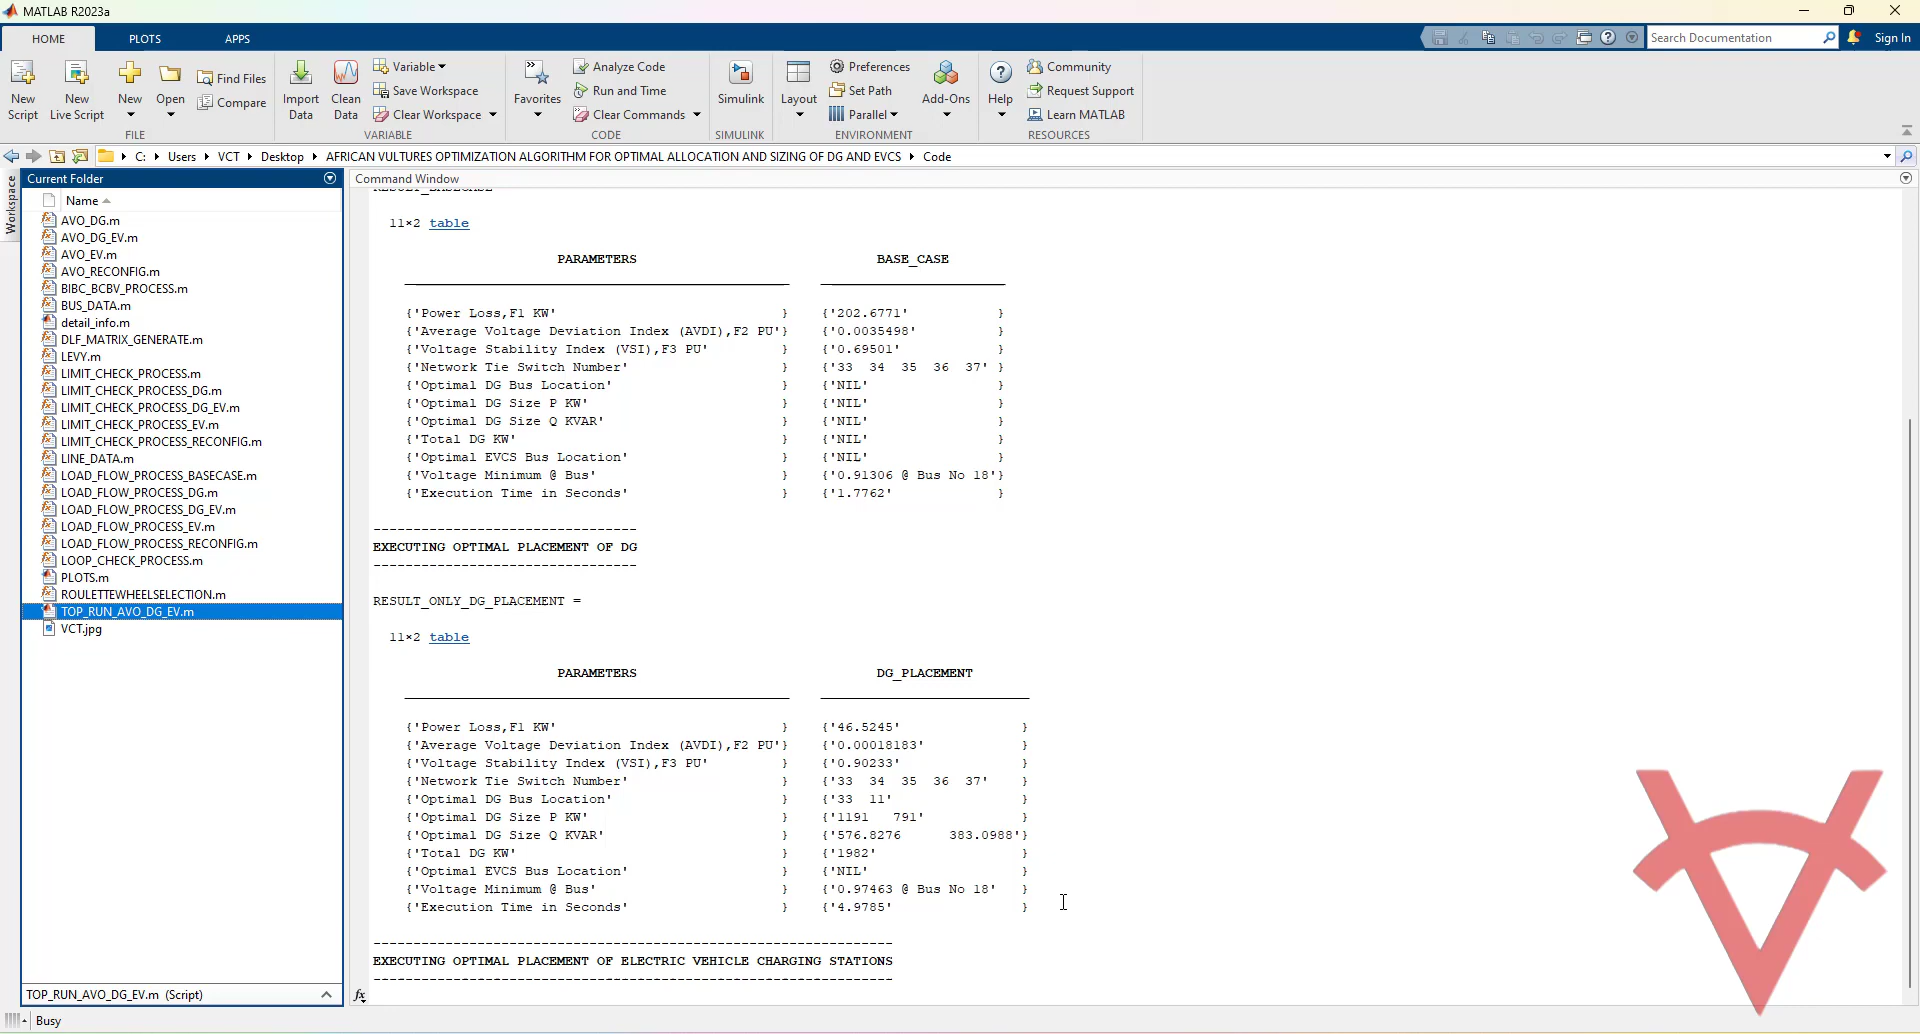 MATLAB R2023a
HOME PLOTS APPS
Search Documentation
Sign In
New Script
New Live Script
New
Open
Find Files
Compare
FILE
Import Data
Clean Data
Variable
Save Workspace
Clear Workspace
VARIABLE
Favorites
Analyze Code
Run and Time
Clear Commands
CODE
Simulink
SIMULINK
Layout
Preferences
Set Path
Parallel
Add-Ons
ENVIRONMENT
Help
Community
Request Support
Learn MATLAB
RESOURCES
C: Users VCT Desktop AFRICAN VULTURES OPTIMIZATION ALGORITHM FOR OPTIMAL ALLOCATION AND SIZING OF DG AND EVCS Code
Workspace
Current Folder
Name
AVO_DG.m
AVO_DG_EV.m
AVO_EV.m
AVO_RECONFIG.m
BIBC_BCBV_PROCESS.m
BUS_DATA.m
detail_info.m
DLF_MATRIX_GENERATE.m
LEVY.m
LIMIT_CHECK_PROCESS.m
LIMIT_CHECK_PROCESS_DG.m
LIMIT_CHECK_PROCESS_DG_EV.m
LIMIT_CHECK_PROCESS_EV.m
LIMIT_CHECK_PROCESS_RECONFIG.m
LINE_DATA.m
LOAD_FLOW_PROCESS_BASECASE.m
LOAD_FLOW_PROCESS_DG.m
LOAD_FLOW_PROCESS_DG_EV.m
LOAD_FLOW_PROCESS_EV.m
LOAD_FLOW_PROCESS_RECONFIG.m
LOOP_CHECK_PROCESS.m
PLOTS.m
ROULETTEWHEELSELECTION.m
TOP_RUN_AVO_DG_EV.m
VCT.jpg
TOP_RUN_AVO_DG_EV.m (Script)
Busy
Command Window
RESULT_BASECASE
11×2 table
PARAMETERS BASE_CASE
{'Power Loss,F1 KW' } {'202.6771' }
{'Average Voltage Deviation Index (AVDI),F2 PU'} {'0.0035498' }
{'Voltage Stability Index (VSI),F3 PU' } {'0.69501' }
{'Network Tie Switch Number' } {'33 34 35 36 37' }
{'Optimal DG Bus Location' } {'NIL' }
{'Optimal DG Size P KW' } {'NIL' }
{'Optimal DG Size Q KVAR' } {'NIL' }
{'Total DG KW' } {'NIL' }
{'Optimal EVCS Bus Location' } {'NIL' }
{'Voltage Minimum @ Bus' } {'0.91306 @ Bus No 18'}
{'Execution Time in Seconds' } {'1.7762' }
---------------------------------
EXECUTING OPTIMAL PLACEMENT OF DG
---------------------------------
RESULT_ONLY_DG_PLACEMENT =
11×2 table
PARAMETERS DG_PLACEMENT
{'Power Loss,F1 KW' } {'46.5245' }
{'Average Voltage Deviation Index (AVDI),F2 PU'} {'0.00018183' }
{'Voltage Stability Index (VSI),F3 PU' } {'0.90233' }
{'Network Tie Switch Number' } {'33 34 35 36 37' }
{'Optimal DG Bus Location' } {'33 11' }
{'Optimal DG Size P KW' } {'1191 791' }
{'Optimal DG Size Q KVAR' } {'576.8276 383.0988'}
{'Total DG KW' } {'1982' }
{'Optimal EVCS Bus Location' } {'NIL' }
{'Voltage Minimum @ Bus' } {'0.97463 @ Bus No 18' }
{'Execution Time in Seconds' } {'4.9785' }
-----------------------------------------------------------------
EXECUTING OPTIMAL PLACEMENT OF ELECTRIC VEHICLE CHARGING STATIONS
-----------------------------------------------------------------
fx